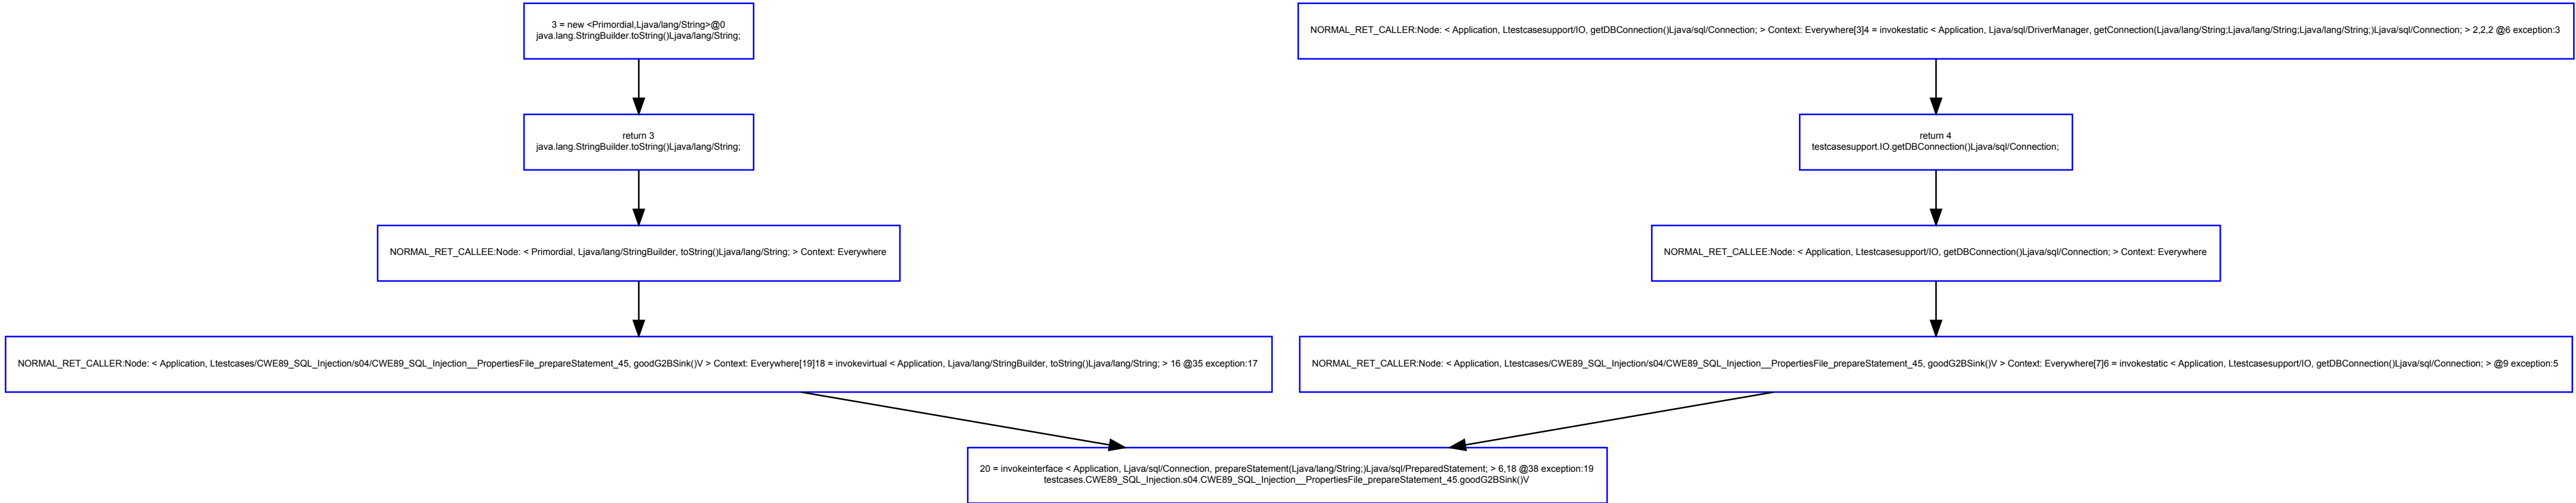 3 = new <Primordial,Ljava/lang/String>@0
java.lang.StringBuilder.toString()Ljava/lang/String;
NORMAL_RET_CALLER:Node: < Application, Ltestcasesupport/IO, getDBConnection()Ljava/sql/Connection; > Context: Everywhere[3]4 = invokestatic < Application, Ljava/sql/DriverManager, getConnection(Ljava/lang/String;Ljava/lang/String;Ljava/lang/String;)Ljava/sql/Connection; > 2,2,2 @6 exception:3
return 3
java.lang.StringBuilder.toString()Ljava/lang/String;
return 4
testcasesupport.IO.getDBConnection()Ljava/sql/Connection;
NORMAL_RET_CALLEE:Node: < Primordial, Ljava/lang/StringBuilder, toString()Ljava/lang/String; > Context: Everywhere
NORMAL_RET_CALLEE:Node: < Application, Ltestcasesupport/IO, getDBConnection()Ljava/sql/Connection; > Context: Everywhere
NORMAL_RET_CALLER:Node: < Application, Ltestcases/CWE89_SQL_Injection/s04/CWE89_SQL_Injection__PropertiesFile_prepareStatement_45, goodG2BSink()V > Context: Everywhere[19]18 = invokevirtual < Application, Ljava/lang/StringBuilder, toString()Ljava/lang/String; > 16 @35 exception:17
NORMAL_RET_CALLER:Node: < Application, Ltestcases/CWE89_SQL_Injection/s04/CWE89_SQL_Injection__PropertiesFile_prepareStatement_45, goodG2BSink()V > Context: Everywhere[7]6 = invokestatic < Application, Ltestcasesupport/IO, getDBConnection()Ljava/sql/Connection; > @9 exception:5
20 = invokeinterface < Application, Ljava/sql/Connection, prepareStatement(Ljava/lang/String;)Ljava/sql/PreparedStatement; > 6,18 @38 exception:19
testcases.CWE89_SQL_Injection.s04.CWE89_SQL_Injection__PropertiesFile_prepareStatement_45.goodG2BSink()V